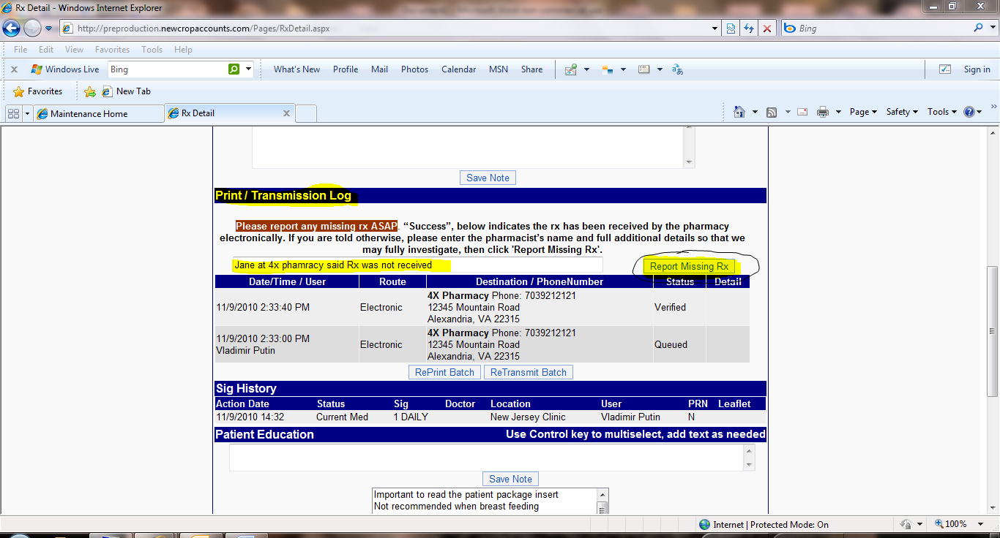 Rx Detail - Windows Internet Explorer
http://preproduction.newcropaccounts.com/Pages/RxDetail.aspx
Bing
File Edit View Favorites Tools Help
x Windows Live Bing What's New Profile Mail Photos Calendar MSN Share Sign in
Favorites New Tab
Maintenance Home Rx Detail x Page Safety Tools
Save Note
Print / Transmission Log
Please report any missing rx ASAP. “Success”, below indicates the rx has been received by the pharmacy
electronically. If you are told otherwise, please enter the pharmacist's name and full additional details so that we
may fully investigate, then click 'Report Missing Rx'.
Jane at 4x phamracy said Rx was not received Report Missing Rx
Date/Time / User Route Destination / PhoneNumber Status Detail
11/9/2010 2:33:40 PM Electronic 4X Pharmacy Phone: 7039212121 Verified
12345 Mountain Road
Alexandria, VA 22315
11/9/2010 2:33:00 PM Electronic 4X Pharmacy Phone: 7039212121 Queued
Vladimir Putin 12345 Mountain Road
Alexandria, VA 22315
RePrint Batch ReTransmit Batch
Sig History
Action Date Status Sig Doctor Location User PRN Leaflet
11/9/2010 14:32 Current Med 1 DAILY New Jersey Clinic Vladimir Putin N
Patient Education Use Control key to multiselect, add text as needed
Save Note
Important to read the patient package insert
Not recommended when breast feeding
Internet | Protected Mode: On 100%